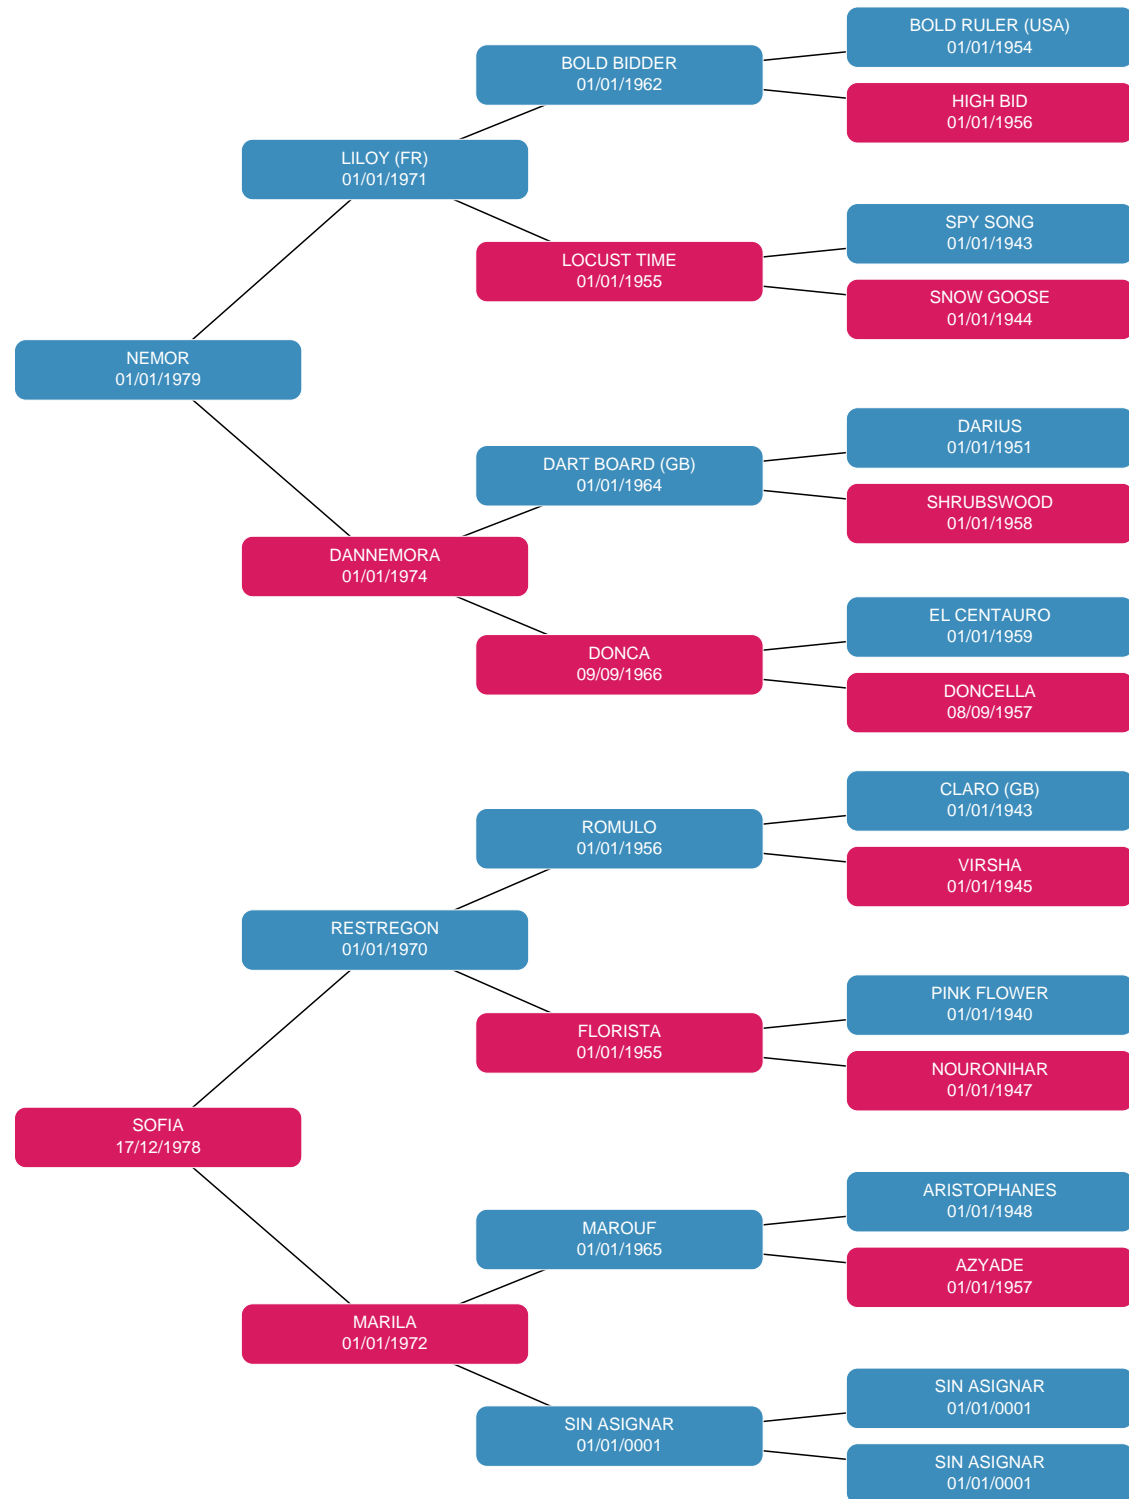 BOLD RULER (USA)
01/01/1954
BOLD BIDDER
01/01/1962
HIGH BID
01/01/1956
LILOY (FR)
01/01/1971
SPY SONG
01/01/1943
LOCUST TIME
01/01/1955
SNOW GOOSE
01/01/1944
NEMOR
01/01/1979
DARIUS
01/01/1951
DART BOARD (GB)
01/01/1964
SHRUBSWOOD
01/01/1958
DANNEMORA
01/01/1974
EL CENTAURO
01/01/1959
DONCA
09/09/1966
DONCELLA
08/09/1957
CLARO (GB)
01/01/1943
ROMULO
01/01/1956
VIRSHA
01/01/1945
RESTREGON
01/01/1970
PINK FLOWER
01/01/1940
FLORISTA
01/01/1955
NOURONIHAR
01/01/1947
SOFIA
17/12/1978
ARISTOPHANES
01/01/1948
MAROUF
01/01/1965
AZYADE
01/01/1957
MARILA
01/01/1972
SIN ASIGNAR
01/01/0001
SIN ASIGNAR
01/01/0001
SIN ASIGNAR
01/01/0001